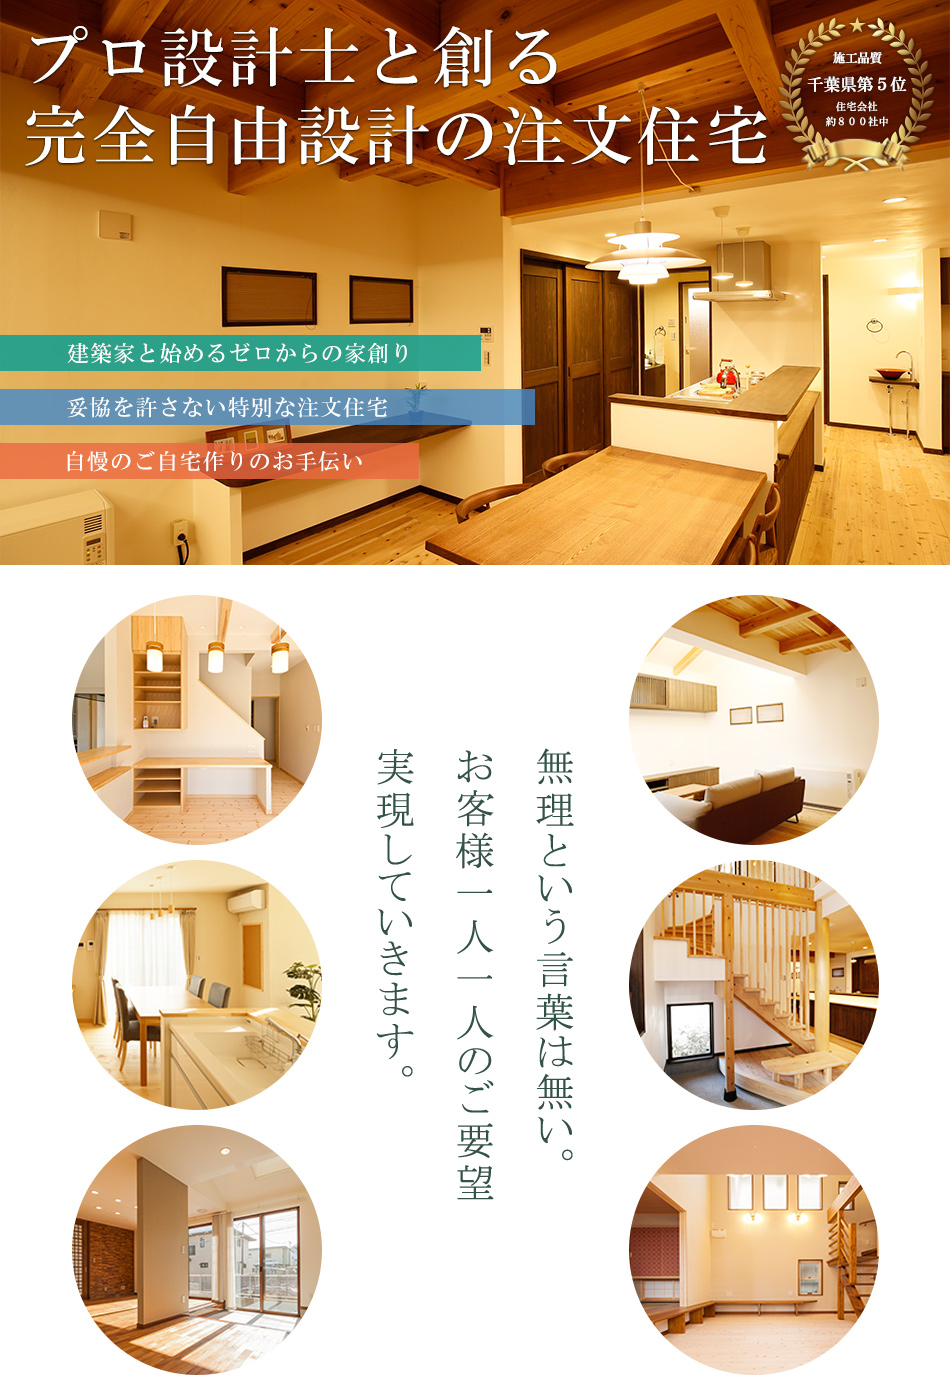 プロ設計士と創る
完全自由設計の注文住宅
施工品質
千葉県第５位
住宅会社
約８００社中
建築家と始めるゼロからの家創り
妥協を許さない特別な注文住宅
自慢のご自宅作りのお手伝い
無理という言葉は無い。
お客様一人一人のご要望
実現していきます。